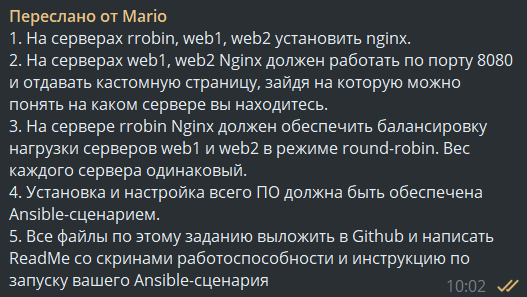 Переслано от Mario
1. На серверах rrobin, web1, web2 установить nginx.
2. На серверах web1, web2 Nginx должен работать по порту 8080
и отдавать кастомную страницу, зайдя на которую можно
понять на каком сервере вы находитесь.
3. На сервере rrobin Nginx должен обеспечить балансировку
нагрузки серверов web1 и web2 в режиме round-robin. Вес
каждого сервера одинаковый.
4. Установка и настройка всего ПО должна быть обеспечена
Ansible-сценарием.
5. Все файлы по этому заданию выложить в Github и написать
ReadMe со скринами работоспособности и инструкцию по
запуску вашего Ansible-сценария
10:02